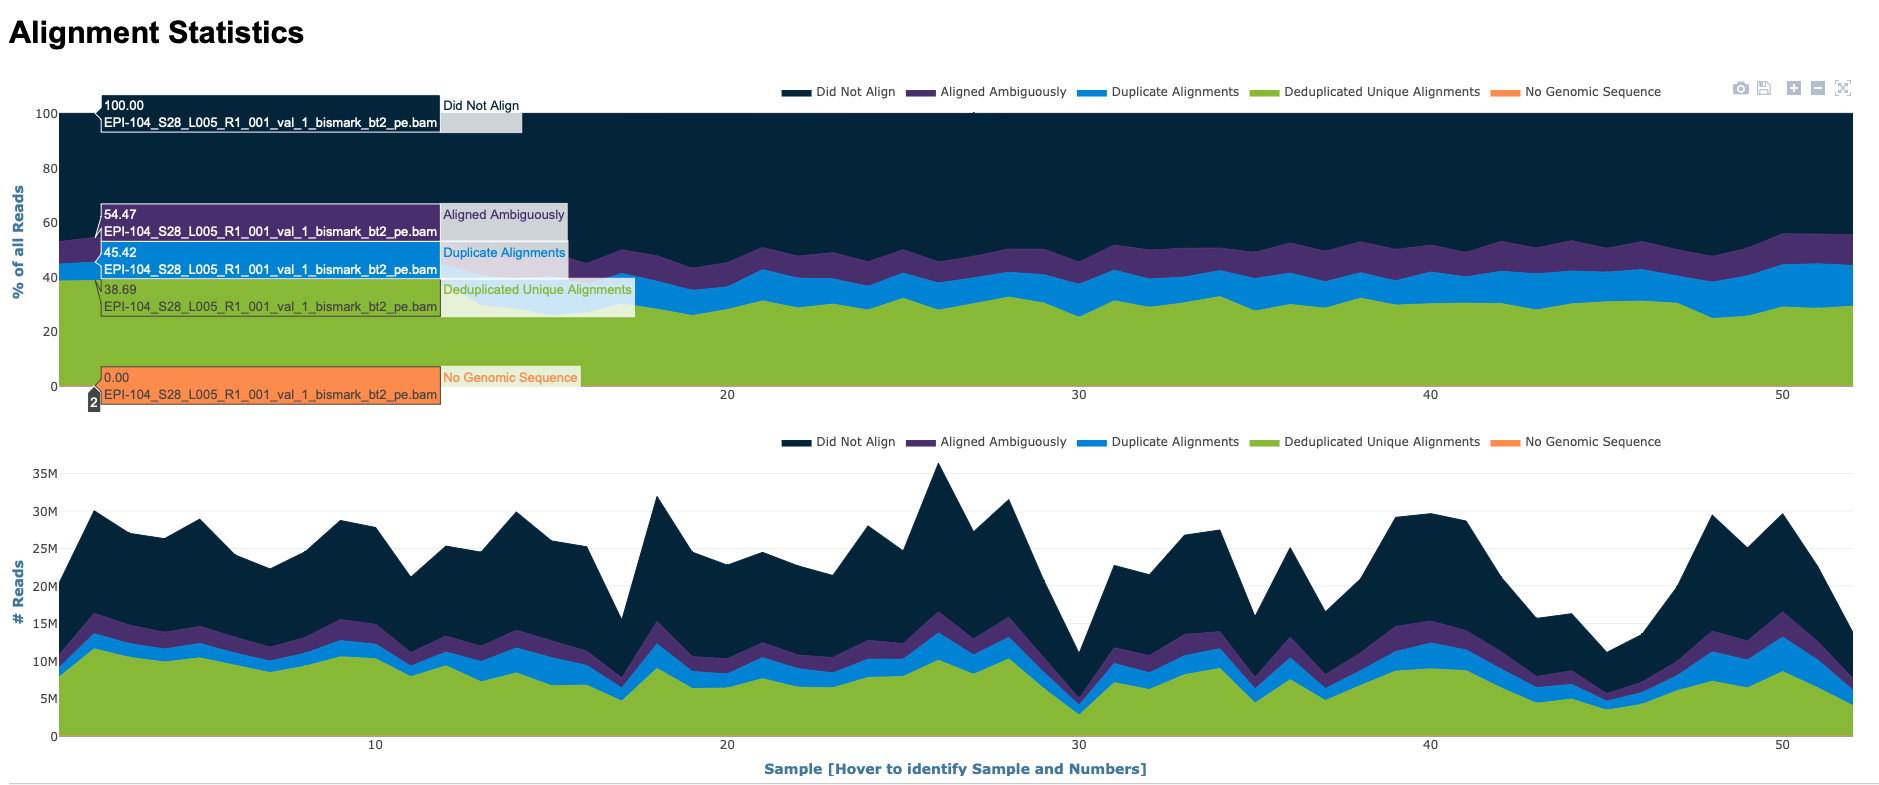 Alignment Statistics
Did Not Align
Aligned Ambiguously
Duplicate Alignments
Deduplicated Unique Alignments
No Genomic Sequence
% of all Reads
100
80
60
40
20
0
100.00
EPI-104_S28_L005_R1_001_val_1_bismark_bt2_pe.bam
Did Not Align
54.47
EPI-104_S28_L005_R1_001_val_1_bismark_bt2_pe.bam
Aligned Ambiguously
45.42
EPI-104_S28_L005_R1_001_val_1_bismark_bt2_pe.bam
Duplicate Alignments
38.69
EPI-104_S28_L005_R1_001_val_1_bismark_bt2_pe.bam
Deduplicated Unique Alignments
0.00
EPI-104_S28_L005_R1_001_val_1_bismark_bt2_pe.bam
No Genomic Sequence
2
20
30
40
50
Did Not Align
Aligned Ambiguously
Duplicate Alignments
Deduplicated Unique Alignments
No Genomic Sequence
# Reads
35M
30M
25M
20M
15M
10M
5M
0
10
20
30
40
50
Sample [Hover to identify Sample and Numbers]